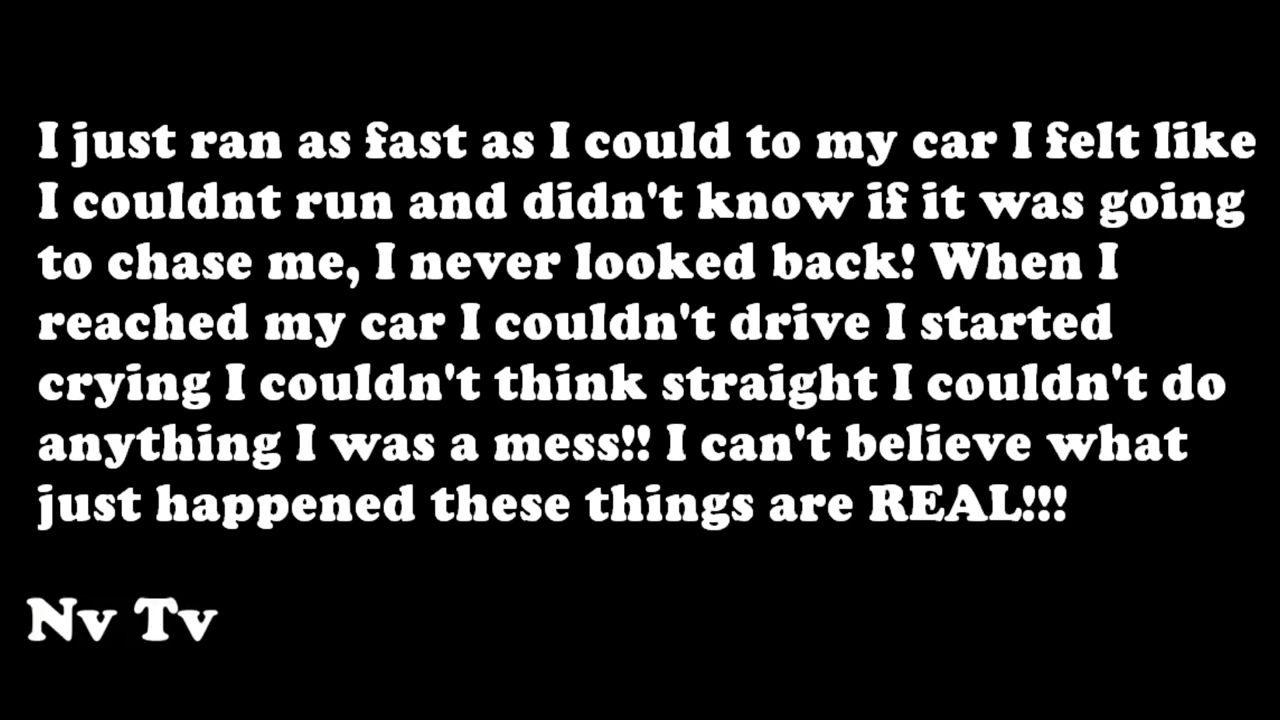 I just ran as fast as I could to my car I felt like
I couldnt run and didn't know if it was going
to chase me, I never looked back! When I
reached my car I couldn't drive I started
crying I couldn't think straight I couldn't do
anything I was a mess!! I can't believe what
just happened these things are REAL!!!
Nv Tv